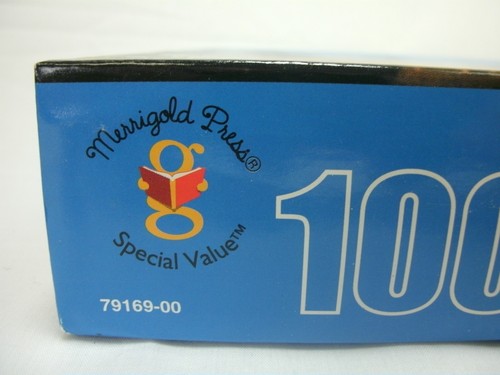 Merrigold Press®
g
Special Value™
79169-00
100